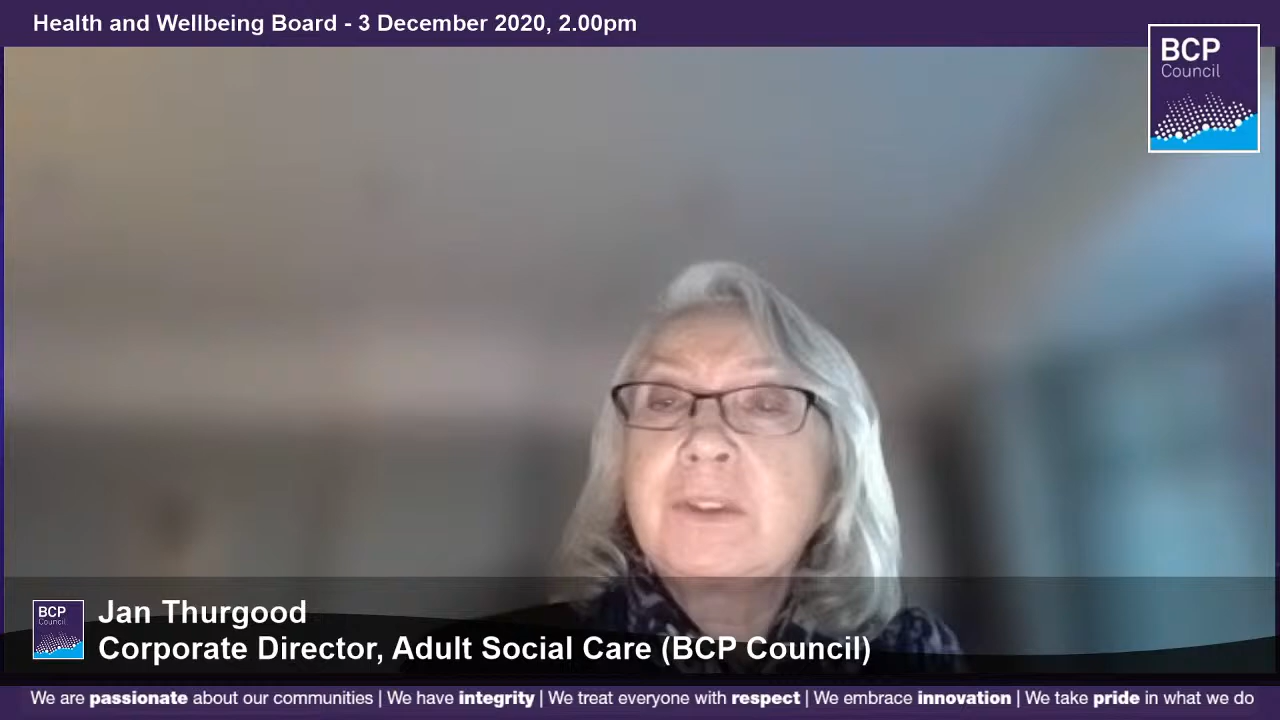 Health and Wellbeing Board - 3 December 2020, 2.00pm
BCP
Council
BCP
Council
Jan Thurgood
Corporate Director, Adult Social Care (BCP Council)
We are passionate about our communities | We have integrity | We treat everyone with respect | We embrace innovation | We take pride in what we do